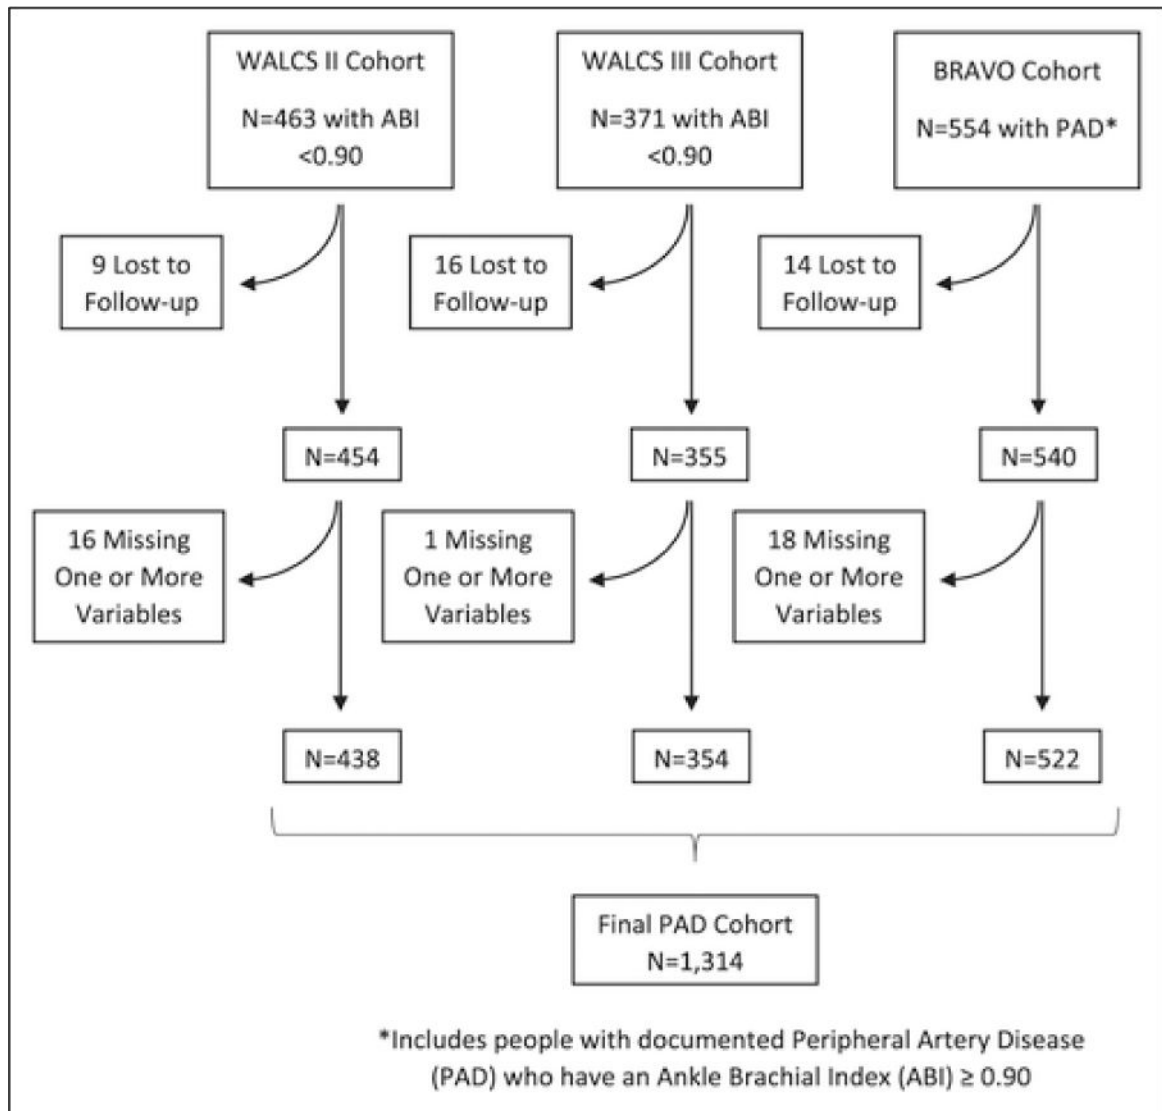 WALCS II Cohort
N=463 with ABI
<0.90
WALCS III Cohort
N=371 with ABI
<0.90
BRAVO Cohort
N=554 with PAD*
9 Lost to
Follow-up
16 Lost to
Follow-up
14 Lost to
Follow-up
N=454
N=355
N=540
16 Missing
One or More
Variables
1 Missing
One or More
Variables
18 Missing
One or More
Variables
N=438
N=354
N=522
Final PAD Cohort
N=1,314
*Includes people with documented Peripheral Artery Disease
(PAD) who have an Ankle Brachial Index (ABI) ≥ 0.90